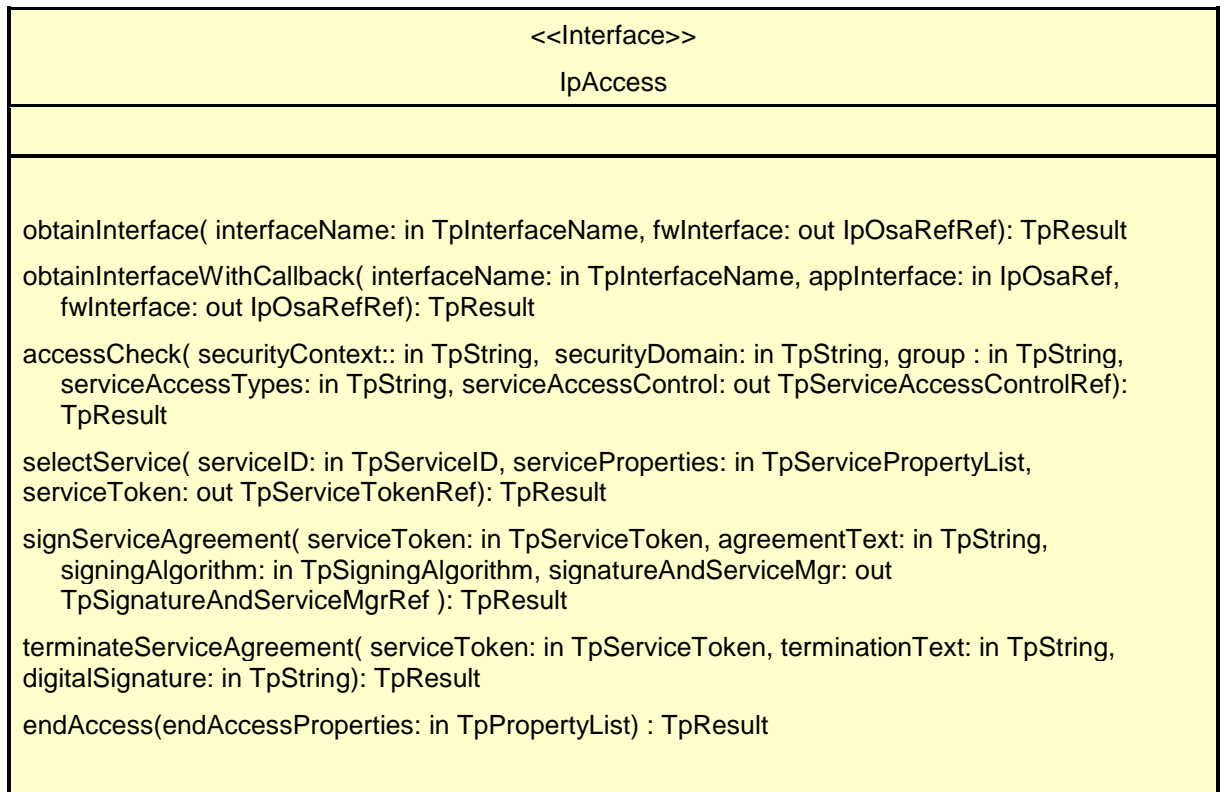 <<Interface>>
IpAccess
obtainInterface( interfaceName: in TpInterfaceName, fwInterface: out IpOsaRefRef): TpResult
obtainInterfaceWithCallback( interfaceName: in TpInterfaceName, appInterface: in IpOsaRef,
fwInterface: out IpOsaRefRef): TpResult
accessCheck( securityContext:: in TpString,  securityDomain: in TpString, group : in TpString,
serviceAccessTypes: in TpString, serviceAccessControl: out TpServiceAccessControlRef):
TpResult
selectService( serviceID: in TpServiceID, serviceProperties: in TpServicePropertyList,
serviceToken: out TpServiceTokenRef): TpResult
signServiceAgreement( serviceToken: in TpServiceToken, agreementText: in TpString,
signingAlgorithm: in TpSigningAlgorithm, signatureAndServiceMgr: out
TpSignatureAndServiceMgrRef ): TpResult
terminateServiceAgreement( serviceToken: in TpServiceToken, terminationText: in TpString,
digitalSignature: in TpString): TpResult
endAccess(endAccessProperties: in TpPropertyList) : TpResult